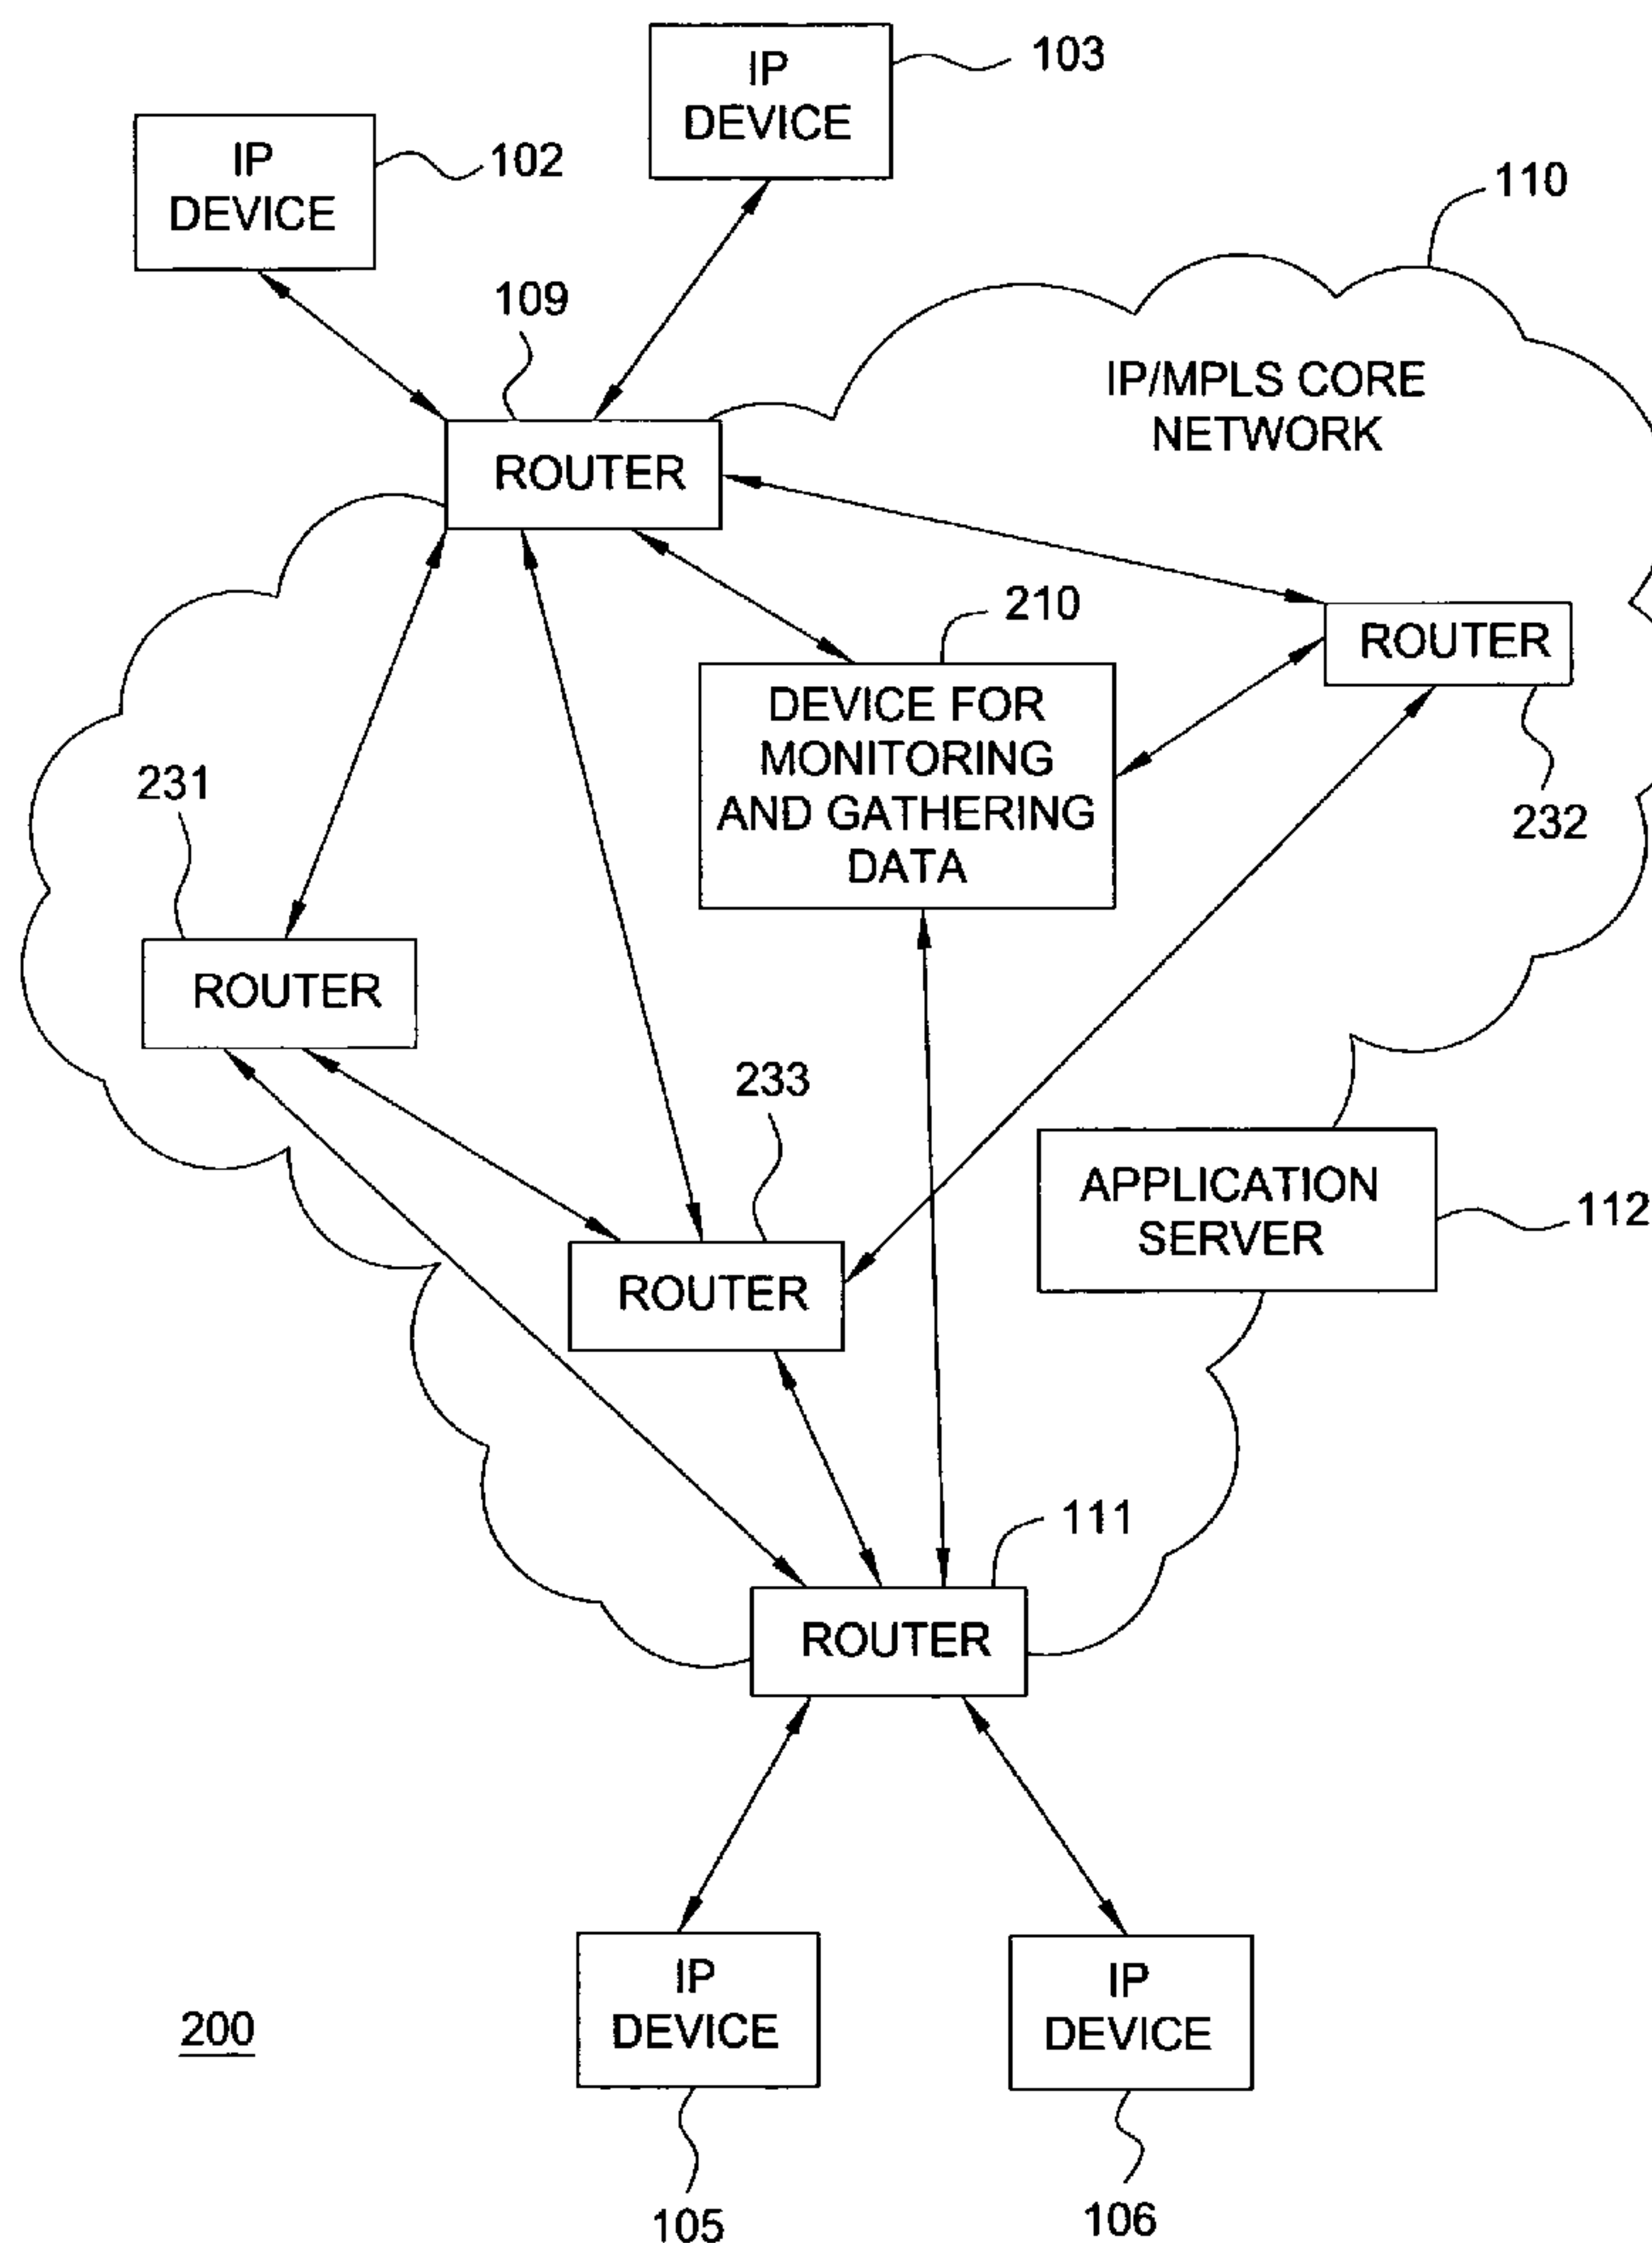 IP
DEVICE
103
IP
DEVICE
102
110
109
IP/MPLS CORE
NETWORK
ROUTER
210
ROUTER
232
DEVICE FOR
MONITORING
AND GATHERING
DATA
231
ROUTER
233
APPLICATION
SERVER
112
ROUTER
111
ROUTER
IP
DEVICE
IP
DEVICE
200
105
106